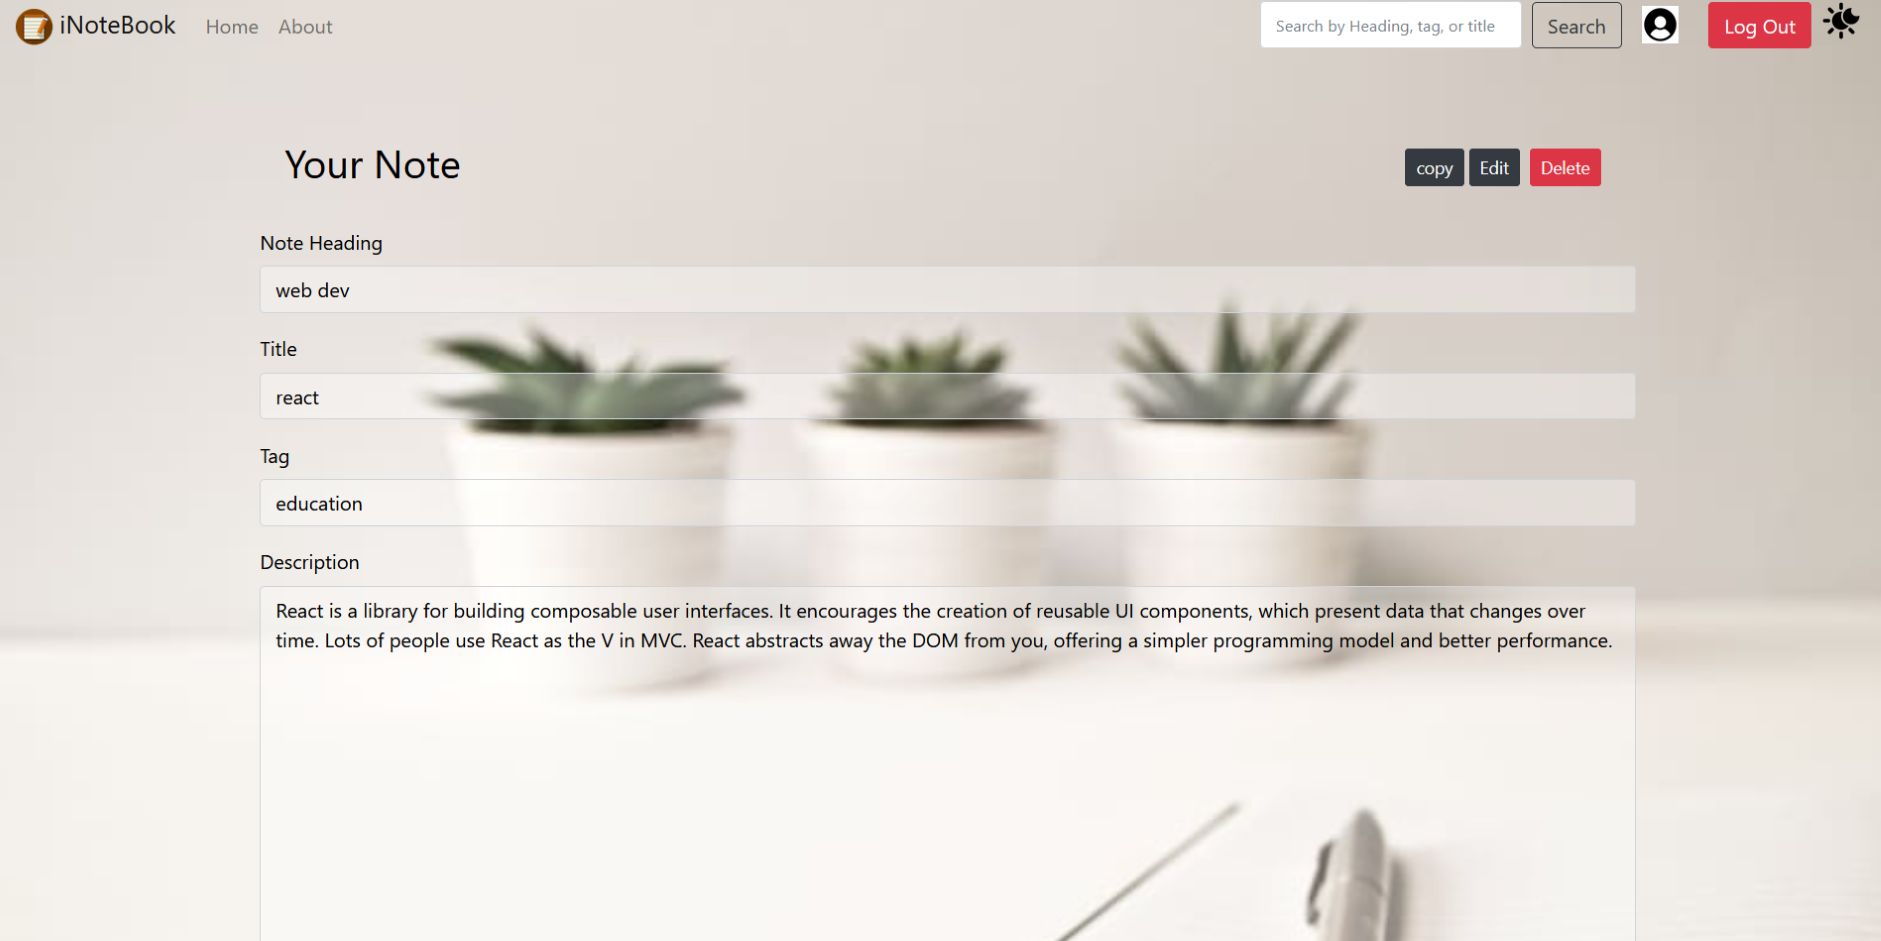 iNoteBook Home About Search by Heading, tag, or title Search Log Out
Your Note copy Edit Delete
Note Heading
web dev
Title
react
Tag
education
Description
React is a library for building composable user interfaces. It encourages the creation of reusable UI components, which present data that changes over
time. Lots of people use React as the V in MVC. React abstracts away the DOM from you, offering a simpler programming model and better performance.